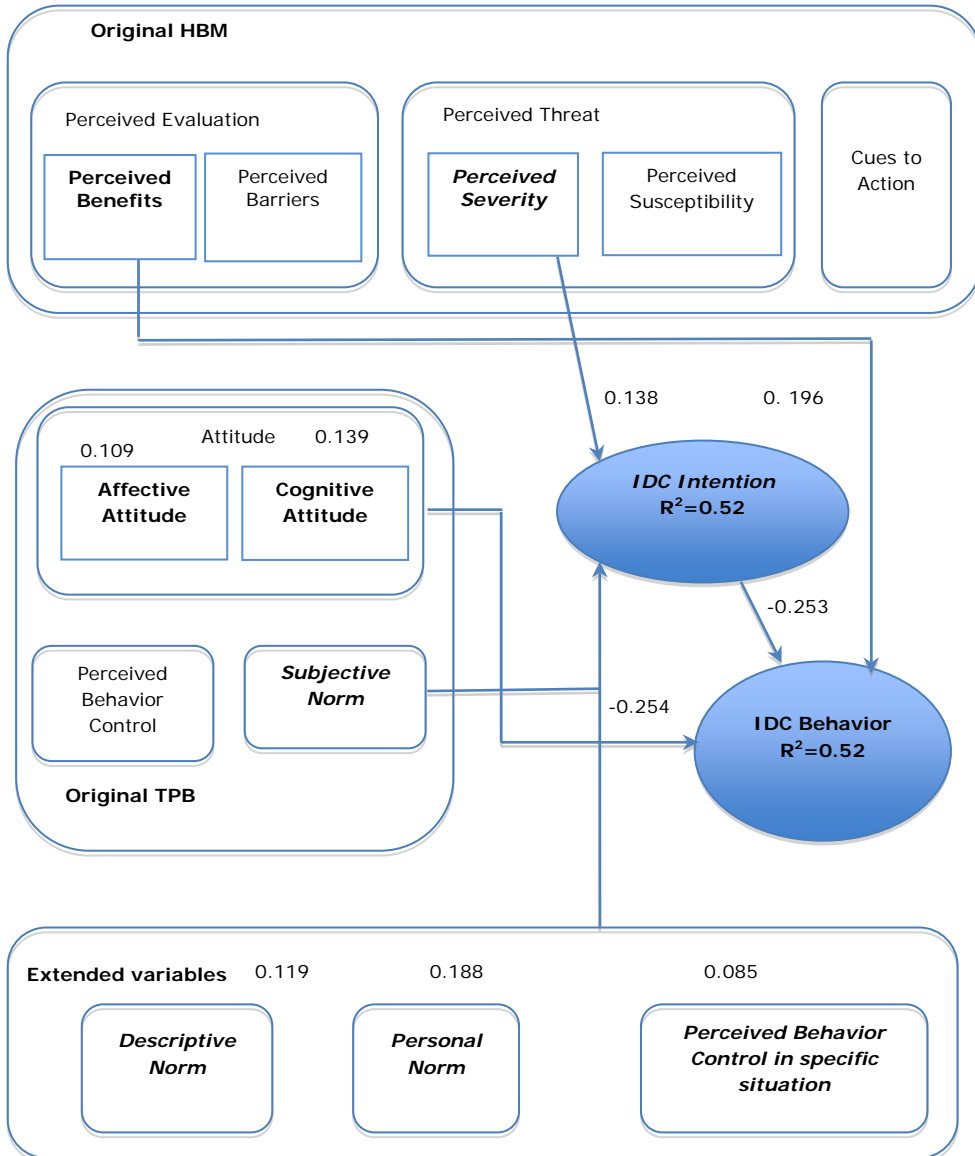 Original HBM
Perceived Evaluation
Perceived
Benefits
Perceived
Barriers
Perceived Threat
Perceived
Severity
Perceived
Susceptibility
Cues to
Action
0.138
0. 196
0.109
Attitude
0.139
Affective
Attitude
Cognitive
Attitude
IDC Intention
R²=0.52
-0.253
Perceived
Behavior
Control
Subjective
Norm
-0.254
IDC Behavior
R²=0.52
Original TPB
Extended variables
0.119
0.188
0.085
Descriptive
Norm
Personal
Norm
Perceived Behavior
Control in specific
situation